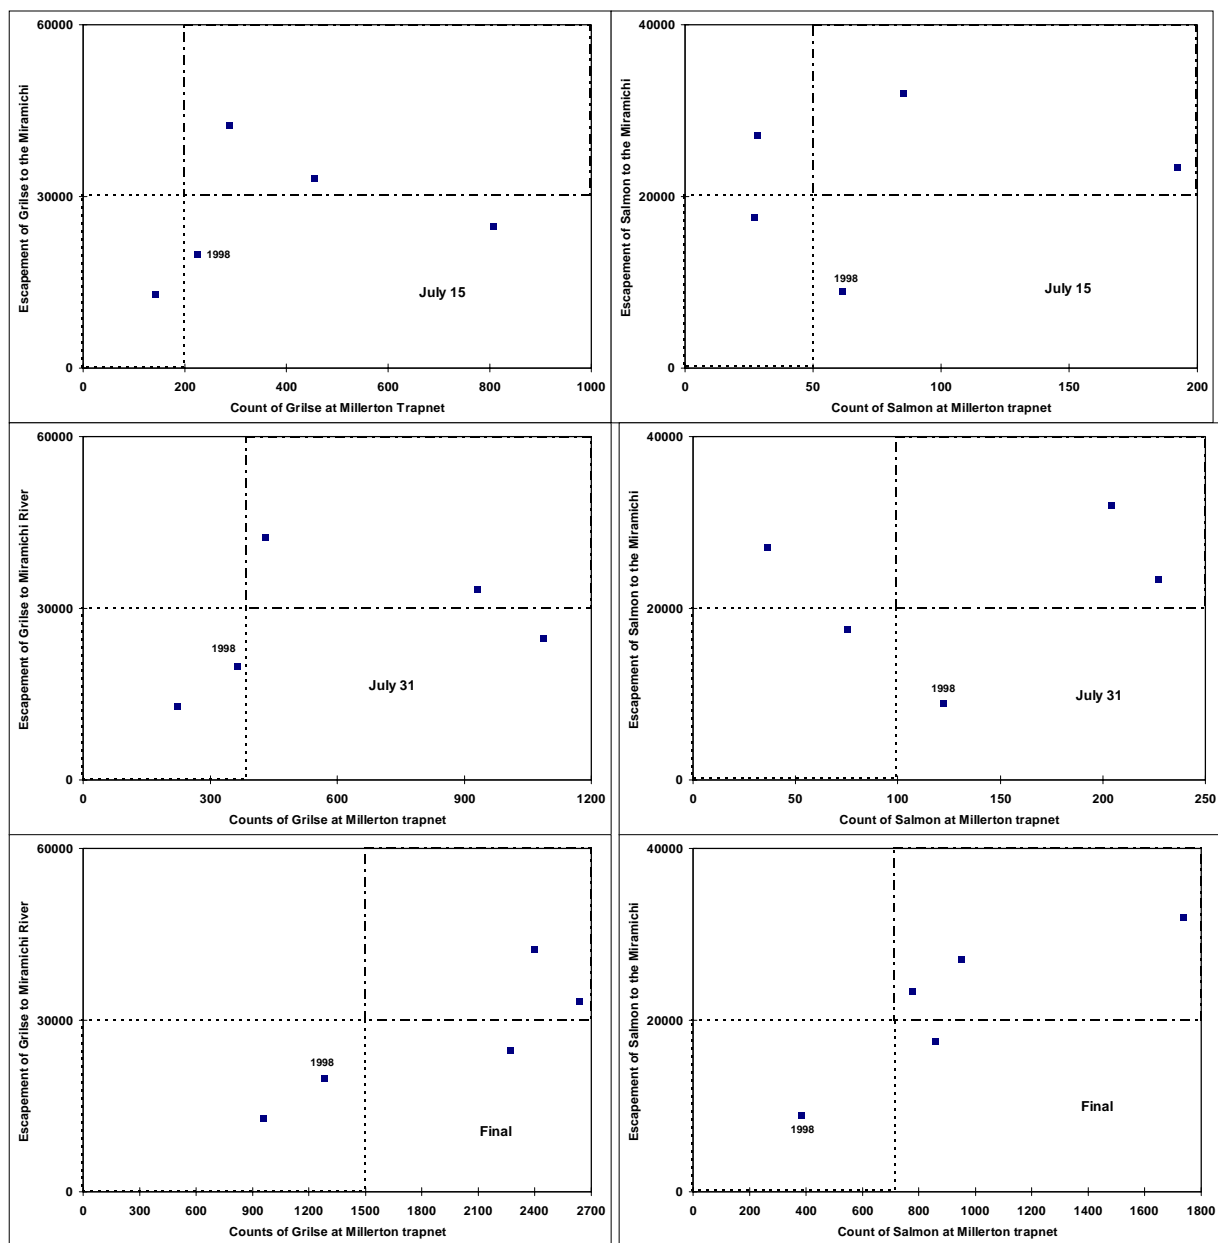 Escapement of Grilse to the Miramichi
60000
30000
0
1998
July 15
0 200 400 600 800 1000
Count of Grilse at Millerton Trapnet
Escapement of Salmon to the Miramichi
40000
20000
0
1998
July 15
0 50 100 150 200
Count of Salmon at Millerton trapnet
Escapement of Grilse to Miramichi River
60000
30000
0
1998
July 31
0 300 600 900 1200
Counts of Grilse at Millerton trapnet
Escapement of Salmon to the Miramichi
40000
20000
0
1998
July 31
0 50 100 150 200 250
Count of Salmon at Millerton trapnet
Escapement of Grilse to Miramichi River
60000
30000
0
1998
Final
0 300 600 900 1200 1500 1800 2100 2400 2700
Counts of Grilse at Millerton trapnet
Escapement of Salmon to the Miramichi
40000
20000
0
1998
Final
0 200 400 600 800 1000 1200 1400 1600 1800
Count of Salmon at Millerton trapnet